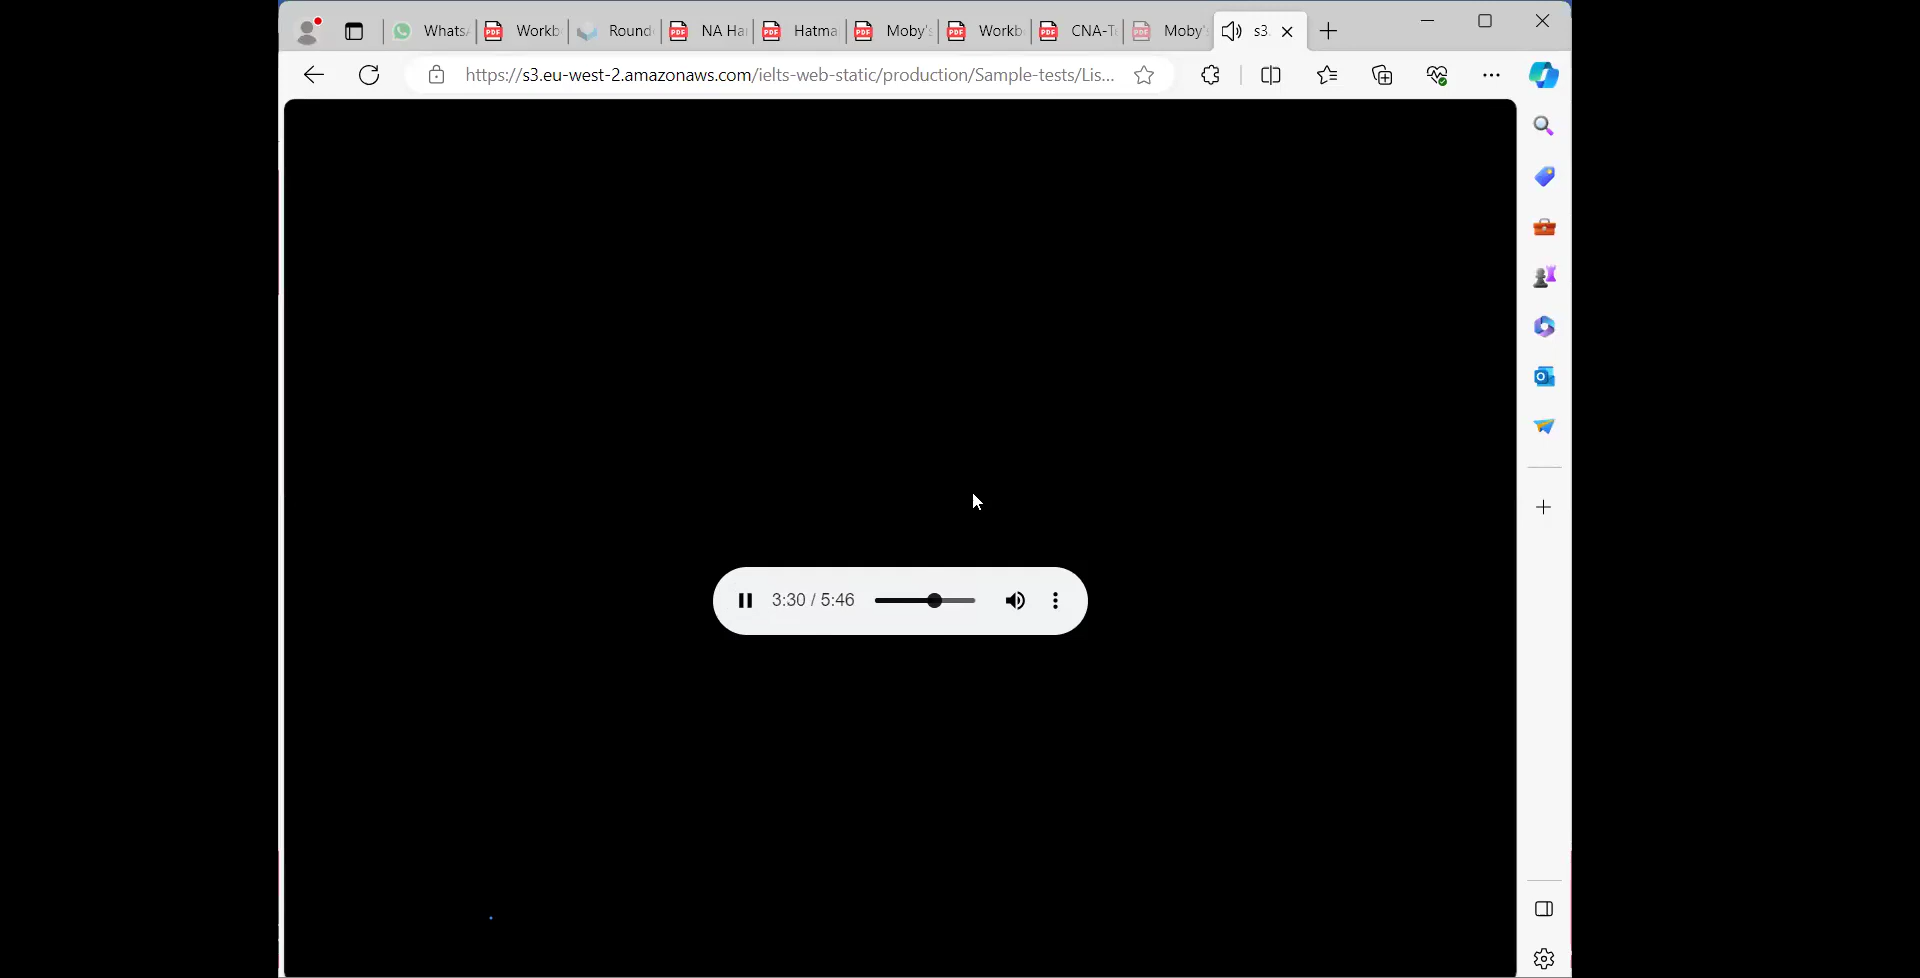 Whats
Workb
Round
NA Ha
Hatma
Moby's
Workb
CNA-T
Moby'
s3.
https://s3.eu-west-2.amazonaws.com/ielts-web-static/production/Sample-tests/Lis...
3:30 / 5:46